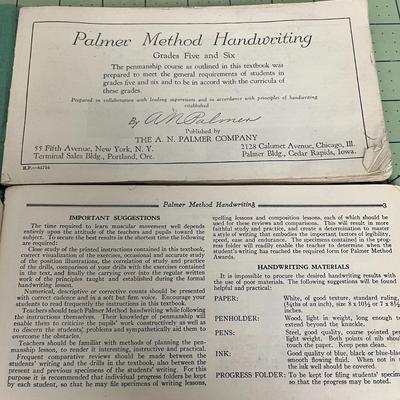 Palmer Method Handwriting
Grades Five and Six
The penmanship course as outlined in this textbook was
prepared to meet the general requirements of students in
grades five and six and to be in accord with the curricula of
these grades.
Prepared in collaboration with leading supervisors and in accordance with principles of handwriting
established
By A. N. Palmer
Published by
THE A. N. PALMER COMPANY
55 Fifth Avenue, New York, N. Y.
Terminal Sales Bldg., Portland, Ore.
2128 Calumet Avenue, Chicago, Ill.
Palmer Bldg., Cedar Rapids, Iowa.
Palmer Method Handwriting
3
IMPORTANT SUGGESTIONS
The time required to learn muscular movement well depends
entirely upon the attitude of the teachers and pupils toward the
subject. To secure the best results in the shortest time the following
are required:
Close study of the printed instructions contained in this textbook,
correct visualization of the exercises, occasional and accurate study
of the position illustrations, the correlation of study and practice
of the drills, comparison of your drills with the exercises contained
in the text, and finally the carrying over into the regular written
work of the principles taught and established during the formal
handwriting lesson.
Numerical, descriptive or corrective counts should be presented
with correct cadence and in a soft but firm voice. Encourage your
students to read frequently the instructions in this textbook.
Teachers should teach Palmer Method handwriting while following
the instructions themselves. Their knowledge of penmanship will
enable them to criticize the pupils' work constructively as well as
to discern the students' problems and sympathetically aid them to
overcome the obstacles.
Teachers should be familiar with methods of planning the pen-
manship lesson, to render it interesting, instructive and practical.
Frequent comparative reviews should be made between the
students' writing and the drills in the textbook, also between the
present and previous specimens of the students' writing. For this
purpose it is recommended that individual progress folders be kept
by each student, so that he may file specimens of writing lessons,
spelling lessons and composition lessons, each of which should be
used for these reviews and comparisons. This will result in more
faithful study and practice, and create a determination to master
a style of writing that embodies the important factors of legibility,
speed, ease and endurance. The specimens contained in the prog-
ress folder will readily enable the teacher to determine when the
student's writing has reached the required form for Palmer Method
Awards.
HANDWRITING MATERIALS
It is impossible to procure the desired handwriting results with
the use of poor materials. The following suggestions will be found
helpful and practical:
PAPER: White, of good texture, standard ruling,
(3/8ths of an inch), size 8 x 10½ or 7 x 8½
inches.
PENHOLDER: Wood, light in weight, long enough to
extend beyond the knuckle.
PENS: Steel, good quality, coarse pointed pen,
light weight. Both points of nib should
touch the paper. Keep pens clean.
INK: Good quality of blue, black or blue-black
smooth flowing fluid. When not in use
the ink well should be covered.
PROGRESS FOLDER: To be kept for filing students' specimens
so that the progress may be noted.